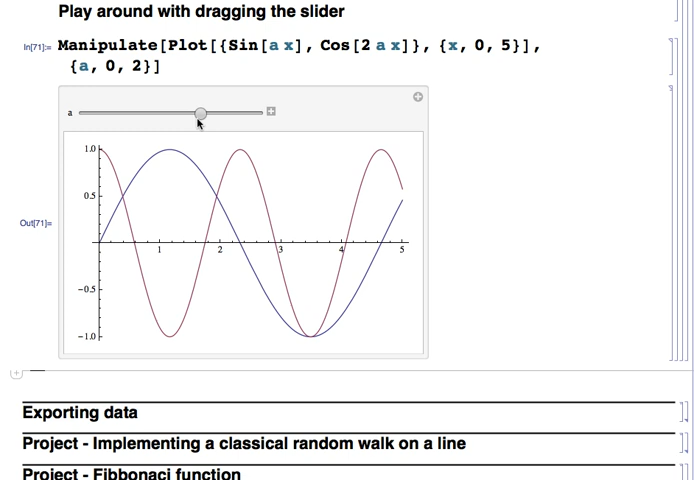 Play around with dragging the slider
In[71]:= Manipulate[Plot[{Sin[a x], Cos[2 a x]}, {x, 0, 5}],
{a, 0, 2}]
a
Out[71]=
1.0
0.5
1 2 3 4 5
-0.5
-1.0
Exporting data
Project - Implementing a classical random walk on a line
Project - Fibbonaci function